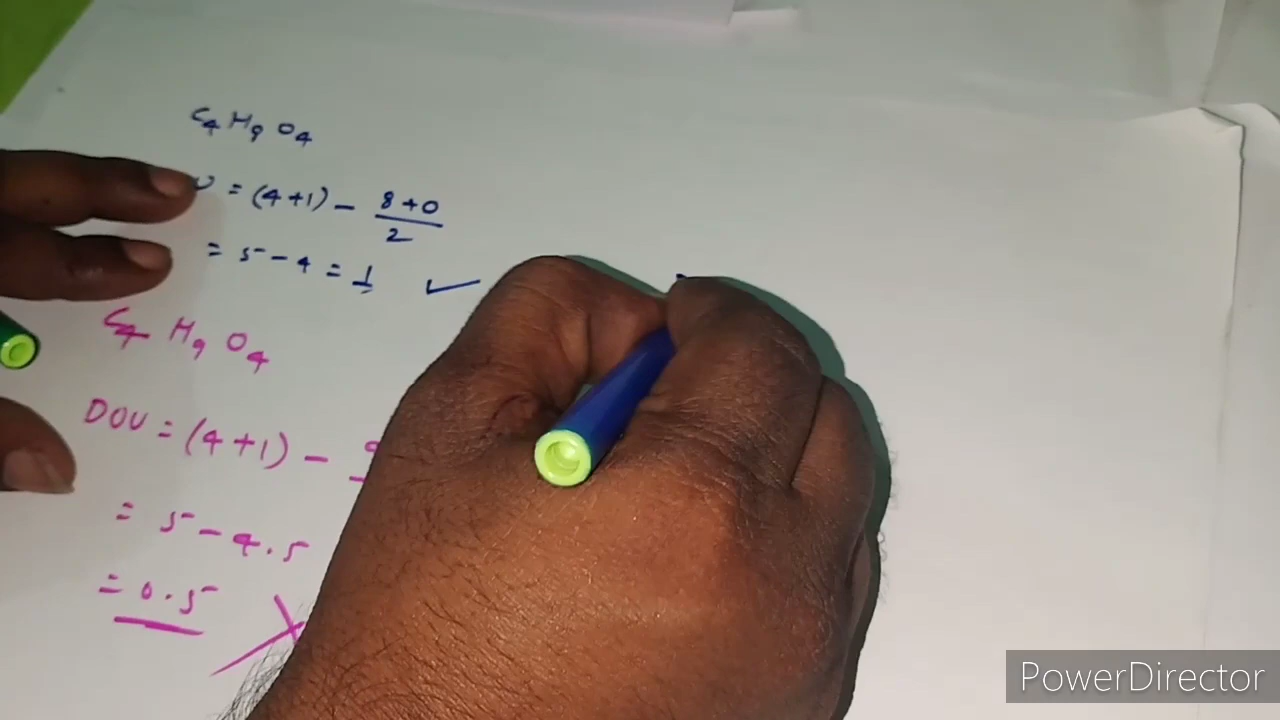 C₄ H₈ O₄
U = (4+1) - 8+0/2
= 5 - 4 = 1 ✓
C₄ H₉ O₄
DOU = (4+1) -
= 5 - 4.5
= 0.5 ✗
PowerDirector